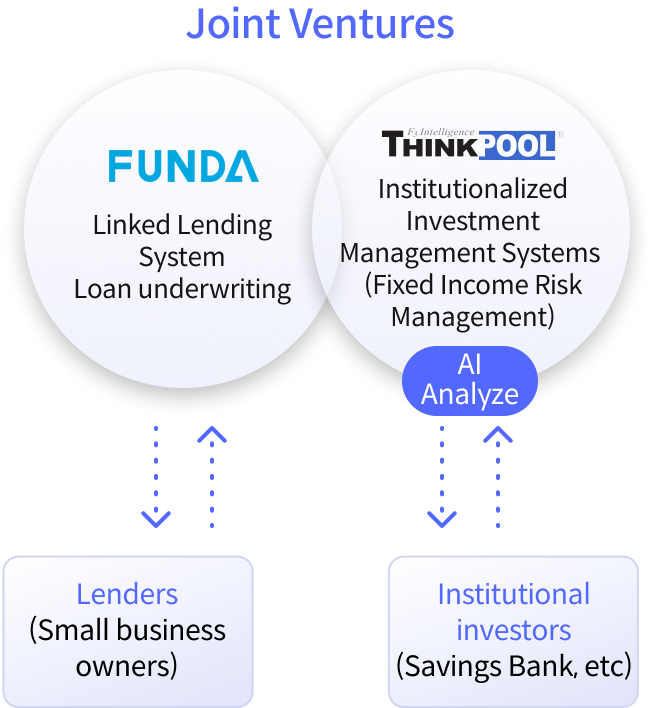 Joint Ventures
FUNDA
Linked Lending
System
Loan underwriting
F3 Intelligence
THINKPOOL®
Institutionalized
Investment
Management Systems
(Fixed Income Risk
Management)
AI
Analyze
Lenders
(Small business
owners)
Institutional
investors
(Savings Bank, etc)